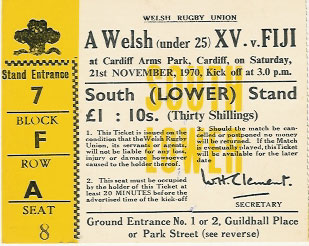 WELSH RUGBY UNION
A Welsh (under 25) XV. v. FIJI
at Cardiff Arms Park, Cardiff, on Saturday,
21st NOVEMBER, 1970, Kick off at 3.0 p.m.
Stand Entrance
7
BLOCK
F
ROW
A
SEAT
8
South (LOWER) Stand
£1 : 10s. (Thirty Shillings)
SOUTH
LOWER
1. This Ticket is issued on
the condition that the Welsh Rugby
Union, its servants or agents,
will not be liable for any loss,
injury or damage howsoever
caused to the holder thereof.
2. This seat must be occupied
by the holder of this Ticket at
least 20 MINUTES before the
advertised time of the kick-off.
3. Should the Match be
cancelled or postponed no money
will be returned. If the Match
is eventually played, this Ticket
will be available for the later
date
SECRETARY
Ground Entrance No. 1 or 2, Guildhall Place
or Park Street (see reverse)